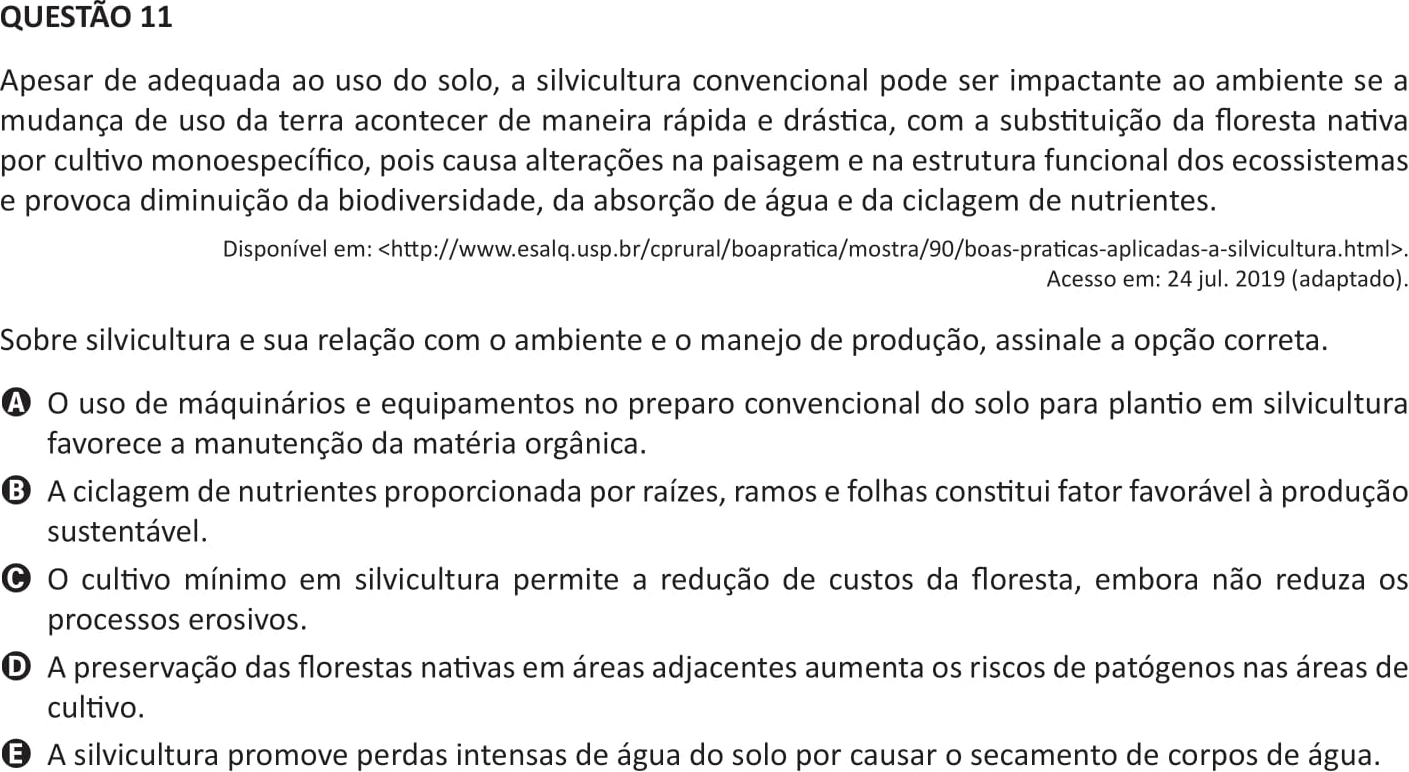 QUESTÃO 11
Apesar de adequada ao uso do solo, a silvicultura convencional pode ser impactante ao ambiente se a
mudança de uso da terra acontecer de maneira rápida e drástica, com a substituição da floresta nativa
por cultivo monoespecífico, pois causa alterações na paisagem e na estrutura funcional dos ecossistemas
e provoca diminuição da biodiversidade, da absorção de água e da ciclagem de nutrientes.
Disponível em: <http://www.esalq.usp.br/cprural/boapratica/mostra/90/boas-praticas-aplicadas-a-silvicultura.html>.
Acesso em: 24 jul. 2019 (adaptado).
Sobre silvicultura e sua relação com o ambiente e o manejo de produção, assinale a opção correta.
A O uso de máquinários e equipamentos no preparo convencional do solo para plantio em silvicultura
favorece a manutenção da matéria orgânica.
B A ciclagem de nutrientes proporcionada por raízes, ramos e folhas constitui fator favorável à produção
sustentável.
C O cultivo mínimo em silvicultura permite a redução de custos da floresta, embora não reduza os
processos erosivos.
D A preservação das florestas nativas em áreas adjacentes aumenta os riscos de patógenos nas áreas de
cultivo.
E A silvicultura promove perdas intensas de água do solo por causar o secamento de corpos de água.